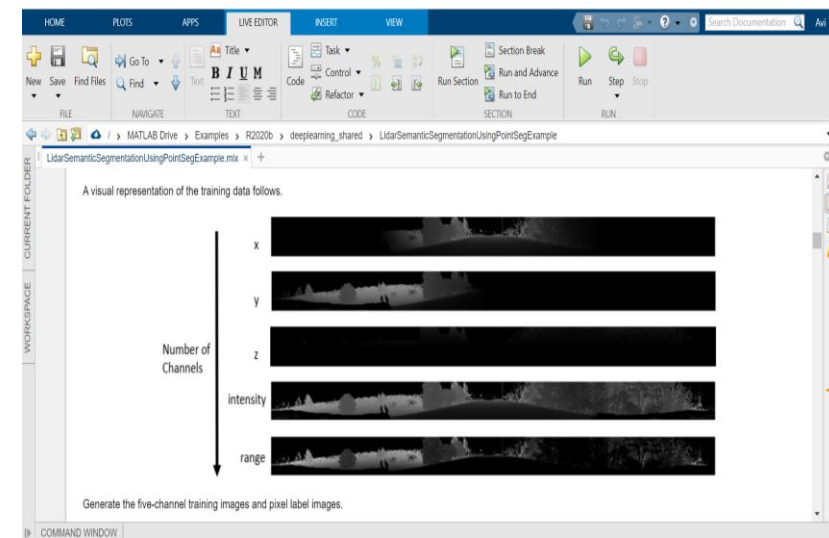 HOME PLOTS APPS LIVE EDITOR INSERT VIEW Search Documentation Avi
New Save Find Files Go To Find Text Title B I U M Code Task Control Refactor Run Section Section Break Run and Advance Run to End Run Step Stop
FILE NAVIGATE TEXT CODE SECTION RUN
/ › MATLAB Drive › Examples › R2020b › deeplearning_shared › LidarSemanticSegmentationUsingPointSegExample
LidarSemanticSegmentationUsingPointSegExample.mlx × +
CURRENT FOLDER
WORKSPACE
A visual representation of the training data follows.
x
y
Number of
Channels
z
intensity
range
Generate the five-channel training images and pixel label images.
COMMAND WINDOW